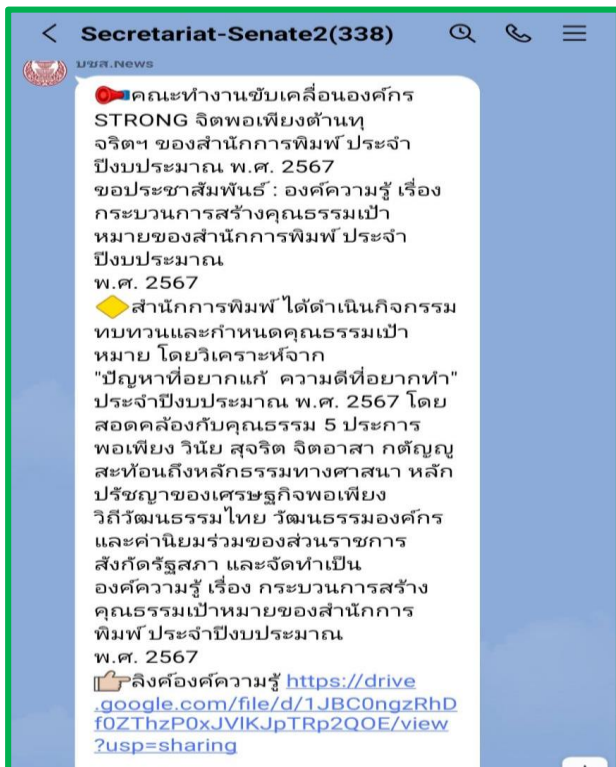 Secretariat-Senate2(338)
บชส.News
คณะทำงานขับเคลื่อนองค์กร
STRONG จิตพอเพียงต้านทุ
จริตฯ ของสำนักการพิมพ์ ประจำ
ปีงบประมาณ พ.ศ. 2567
ขอประชาสัมพันธ์ : องค์ความรู้ เรื่อง
กระบวนการสร้างคุณธรรมเป้า
หมายของสำนักการพิมพ์ ประจำ
ปีงบประมาณ
พ.ศ. 2567
สำนักการพิมพ์ ได้ดำเนินกิจกรรม
ทบทวนและกำหนดคุณธรรมเป้า
หมาย โดยวิเคราะห์จาก
"ปัญหาที่อยากแก้ ความดีที่อยากทำ"
ประจำปีงบประมาณ พ.ศ. 2567 โดย
สอดคล้องกับคุณธรรม 5 ประการ
พอเพียง วินัย สุจริต จิตอาสา กตัญญู
สะท้อนถึงหลักธรรมทางศาสนา หลัก
ปรัชญาของเศรษฐกิจพอเพียง
วิถีวัฒนธรรมไทย วัฒนธรรมองค์กร
และค่านิยมร่วมของส่วนราชการ
สังกัดรัฐสภา และจัดทำเป็น
องค์ความรู้ เรื่อง กระบวนการสร้าง
คุณธรรมเป้าหมายของสำนักการ
พิมพ์ ประจำปีงบประมาณ
พ.ศ. 2567
ลิงค์องค์ความรู้ https://drive
.google.com/file/d/1JBC0ngzRhD
f0ZThzP0xJVlKJpTRp2QOE/view
?usp=sharing